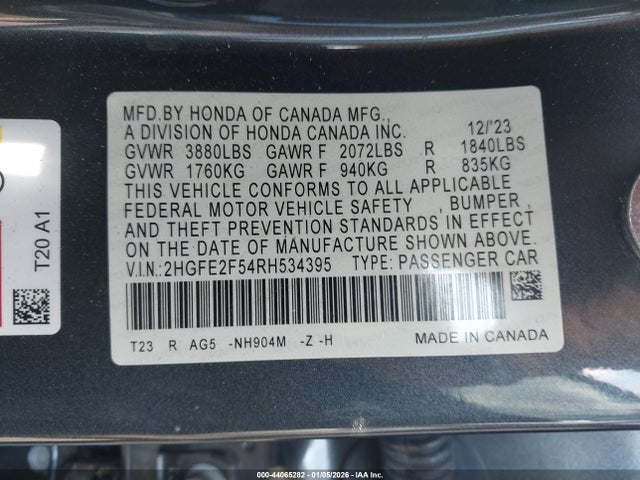 MFD.BY HONDA OF CANADA MFG.,
A DIVISION OF HONDA CANADA INC. 12/'23
GVWR 3880LBS GAWR F 2072LBS R 1840LBS
GVWR 1760KG GAWR F 940KG R 835KG
THIS VEHICLE CONFORMS TO ALL APPLICABLE
FEDERAL MOTOR VEHICLE SAFETY , BUMPER ,
AND THEFT PREVENTION STANDARDS IN EFFECT
ON THE DATE OF MANUFACTURE SHOWN ABOVE.
V.I.N.: 2HGFE2F54RH534395 TYPE: PASSENGER CAR
T23 R AG5 -NH904M -Z -H MADE IN CANADA
T20 A1
000-44065282 - 01/05/2026 - IAA Inc.